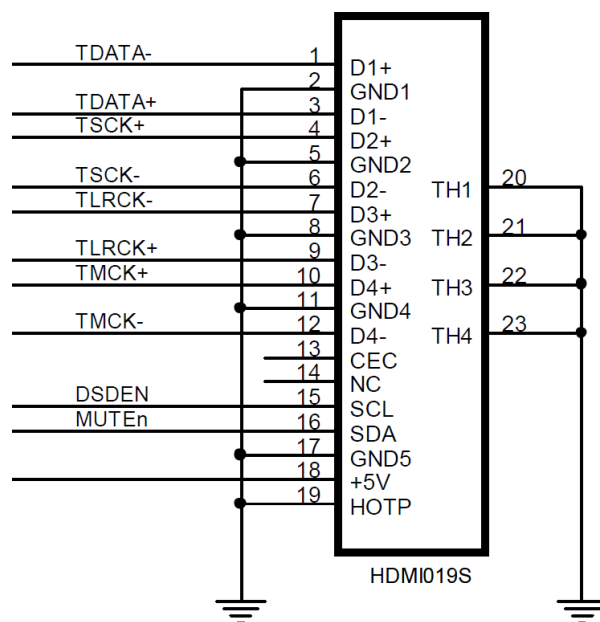 TDATA- 1 D1+
2 GND1
TDATA+ 3 D1-
TSCK+ 4 D2+
5 GND2
TSCK- 6 D2- TH1 20
TLRCK- 7 D3+
8 GND3 TH2 21
TLRCK+ 9 D3-
TMCK+ 10 D4+ TH3 22
11 GND4
TMCK- 12 D4- TH4 23
13 CEC
14 NC
DSDEN 15 SCL
MUTEn 16 SDA
17 GND5
18 +5V
19 HOTP
HDMI019S